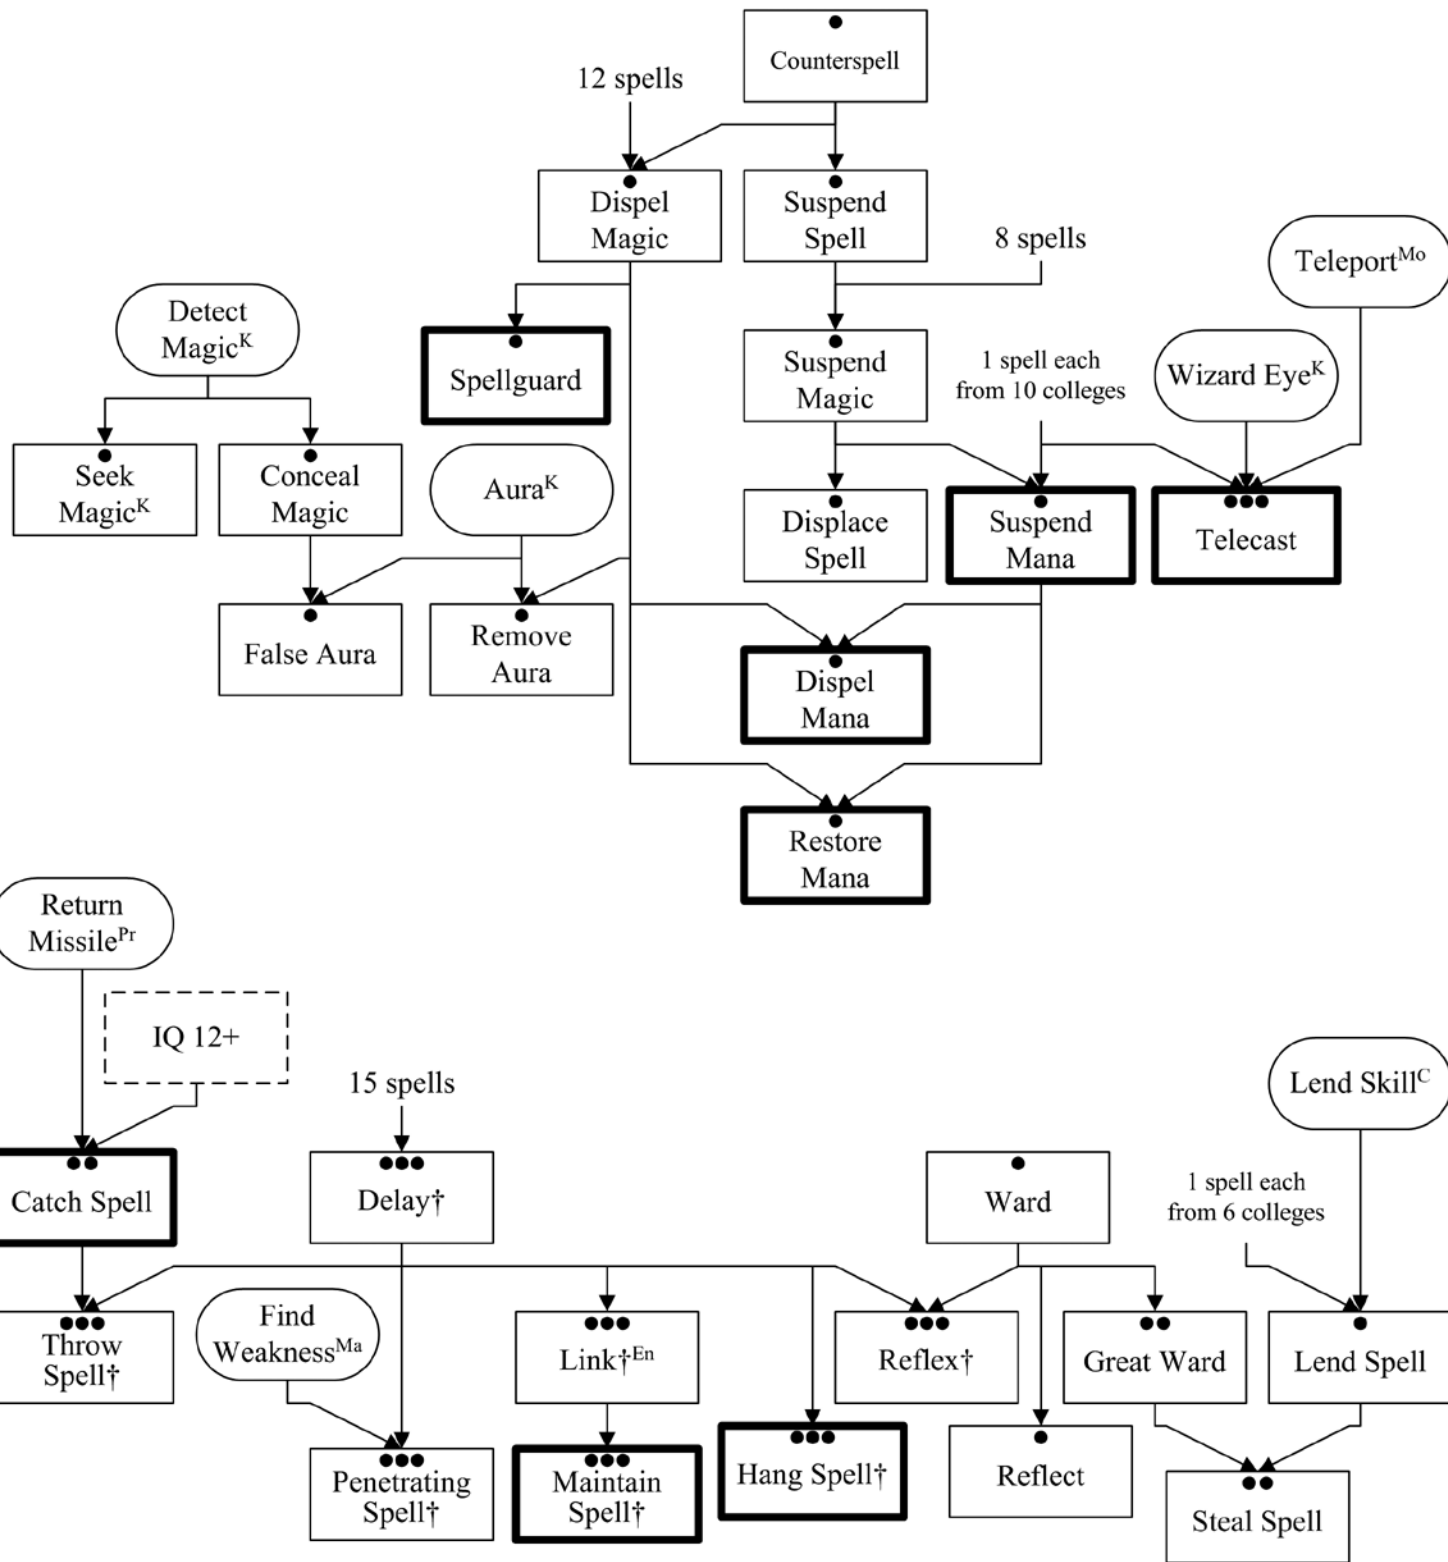 Counterspell
12 spells
Dispel
Magic
Suspend
Spell
8 spells
Teleport^Mo
Detect
Magic^K
Spellguard
Suspend
Magic
1 spell each
from 10 colleges
Wizard Eye^K
Seek
Magic^K
Conceal
Magic
Aura^K
Displace
Spell
Suspend
Mana
Telecast
False Aura
Remove
Aura
Dispel
Mana
Restore
Mana
Return
Missile^Pr
IQ 12+
15 spells
Lend Skill^C
Catch Spell
Delay†
Ward
1 spell each
from 6 colleges
Throw
Spell†
Find
Weakness^Ma
Link†^En
Reflex†
Great Ward
Lend Spell
Penetrating
Spell†
Maintain
Spell†
Hang Spell†
Reflect
Steal Spell